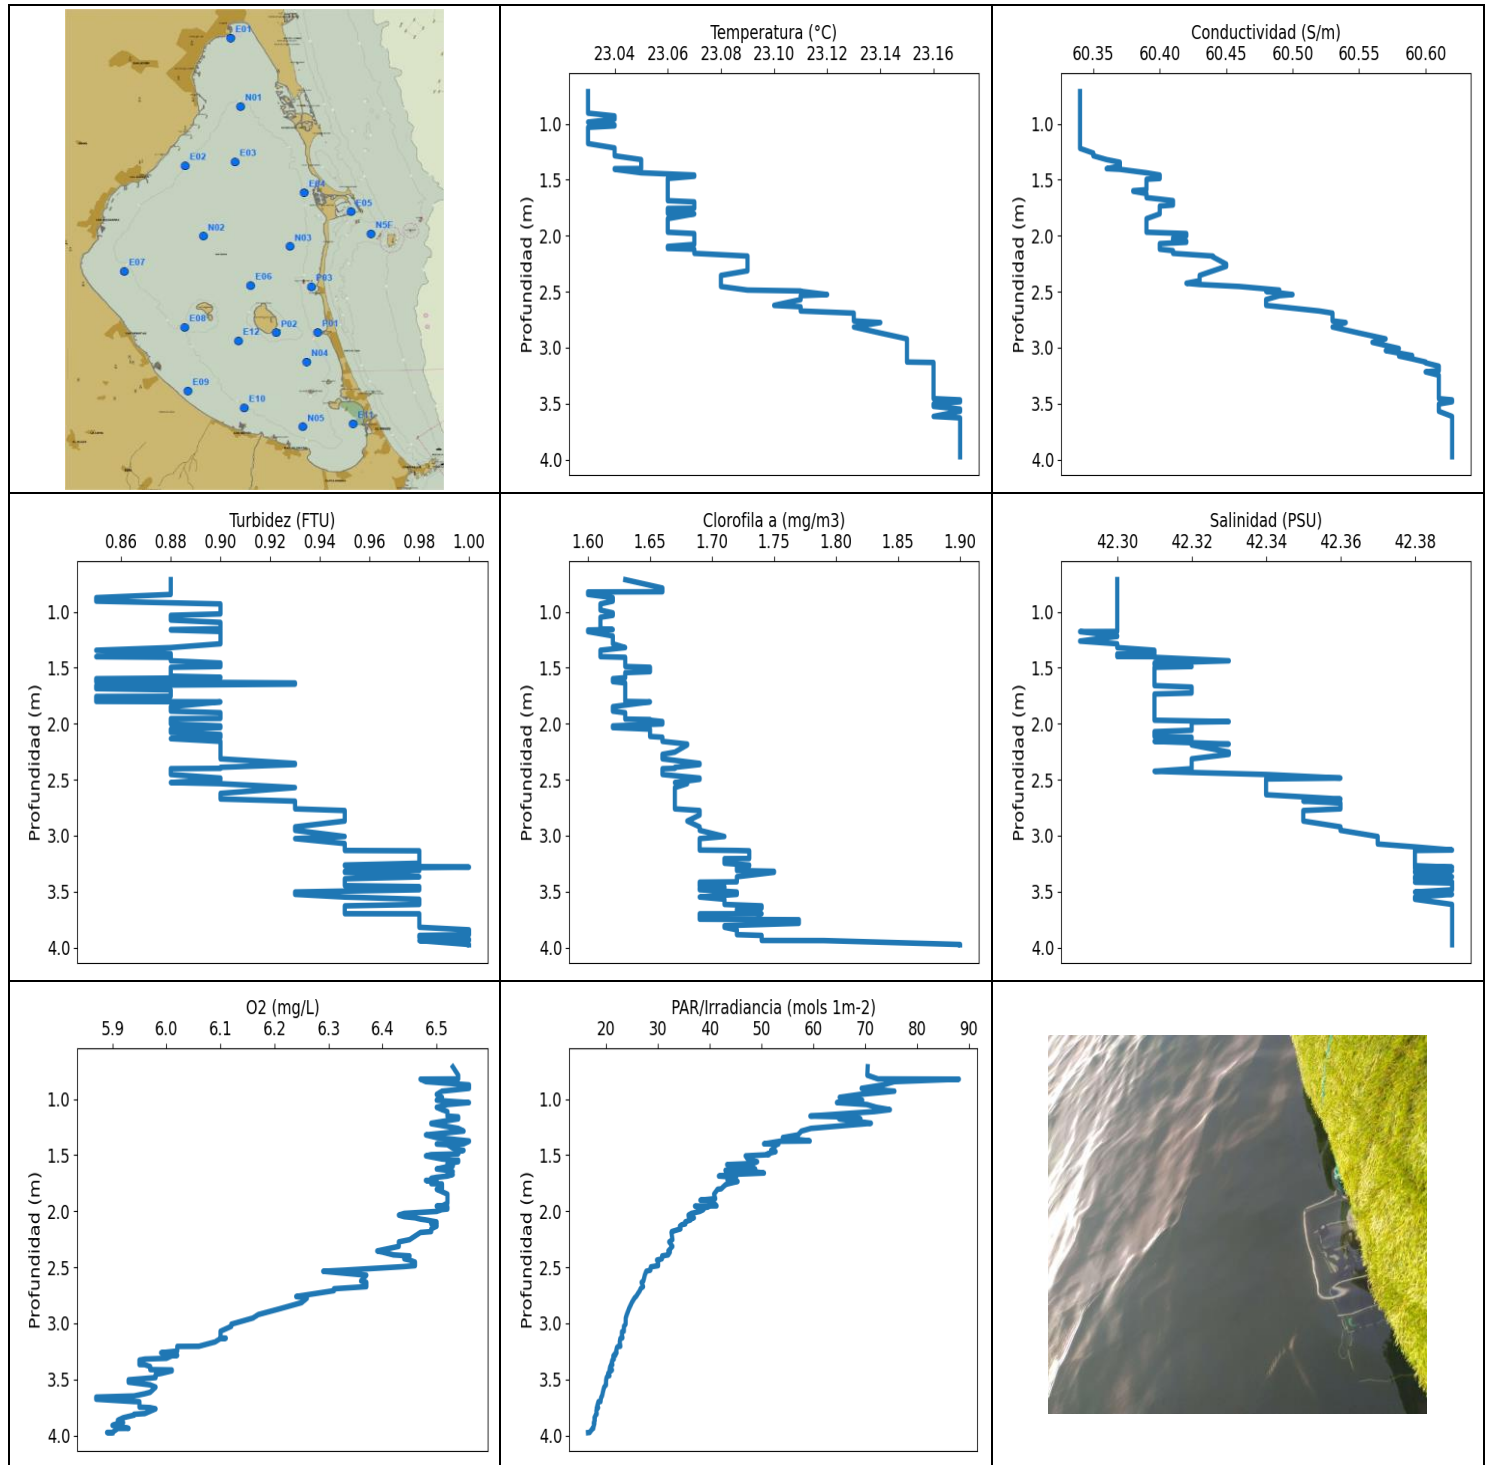 E01
N01
E02
E03
E04
E05
N5F
N02
N03
E07
E06
P03
E08
E12
P02
P01
N04
E09
E10
N05
E11
Temperatura (°C)
23.04 23.06 23.08 23.10 23.12 23.14 23.16
Profundidad (m)
1.0
1.5
2.0
2.5
3.0
3.5
4.0
Conductividad (S/m)
60.35 60.40 60.45 60.50 60.55 60.60
Profundidad (m)
1.0
1.5
2.0
2.5
3.0
3.5
4.0
Turbidez (FTU)
0.86 0.88 0.90 0.92 0.94 0.96 0.98 1.00
Profundidad (m)
1.0
1.5
2.0
2.5
3.0
3.5
4.0
Clorofila a (mg/m3)
1.60 1.65 1.70 1.75 1.80 1.85 1.90
Profundidad (m)
1.0
1.5
2.0
2.5
3.0
3.5
4.0
Salinidad (PSU)
42.30 42.32 42.34 42.36 42.38
Profundidad (m)
1.0
1.5
2.0
2.5
3.0
3.5
4.0
O2 (mg/L)
5.9 6.0 6.1 6.2 6.3 6.4 6.5
Profundidad (m)
1.0
1.5
2.0
2.5
3.0
3.5
4.0
PAR/Irradiancia (mols 1m-2)
20 30 40 50 60 70 80 90
Profundidad (m)
1.0
1.5
2.0
2.5
3.0
3.5
4.0